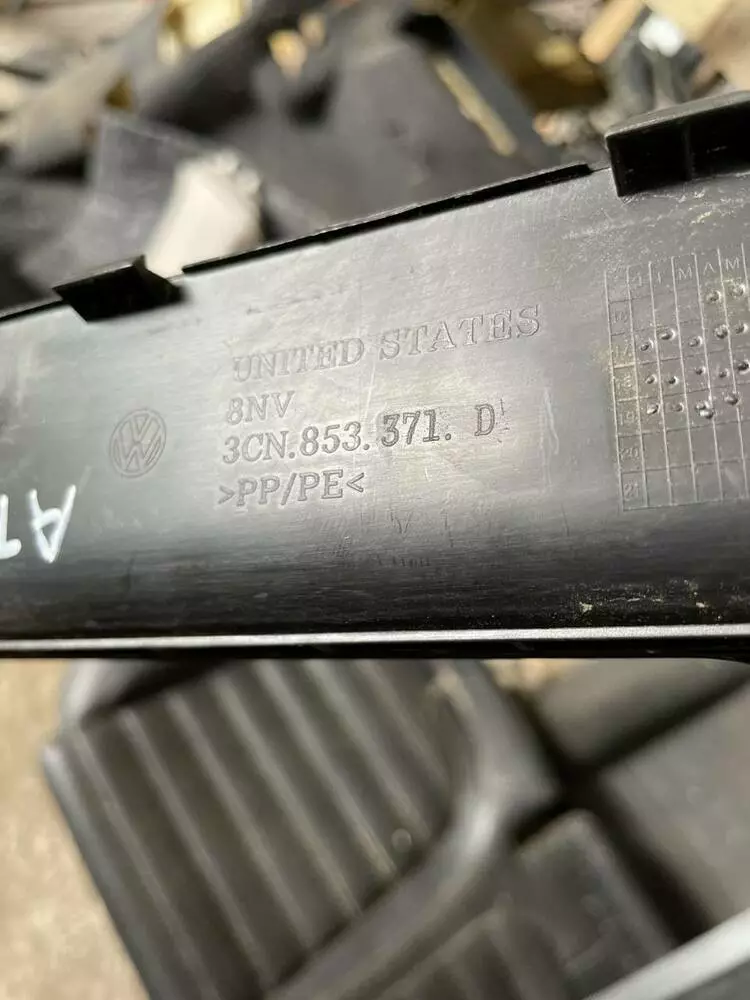 UNITED STATES
8NV
3CN.853.371. D
>PP/PE<
J M A M